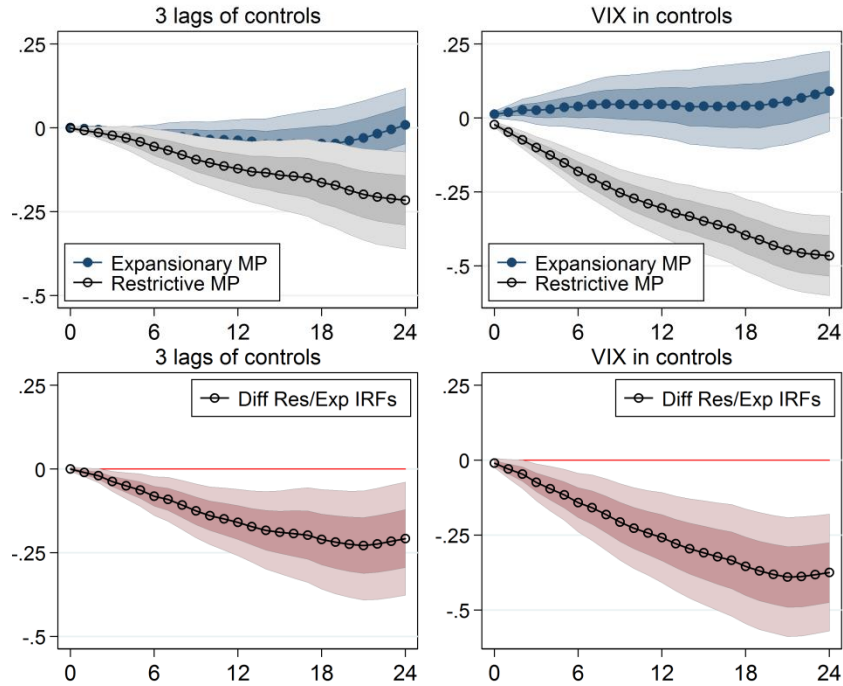 3 lags of controls
.25
0
-.25
-.5
Expansionary MP
Restrictive MP
0 6 12 18 24
VIX in controls
.25
0
-.25
-.5
Expansionary MP
Restrictive MP
0 6 12 18 24
3 lags of controls
.25
0
-.25
-.5
Diff Res/Exp IRFs
0 6 12 18 24
VIX in controls
.25
0
-.25
-.5
Diff Res/Exp IRFs
0 6 12 18 24